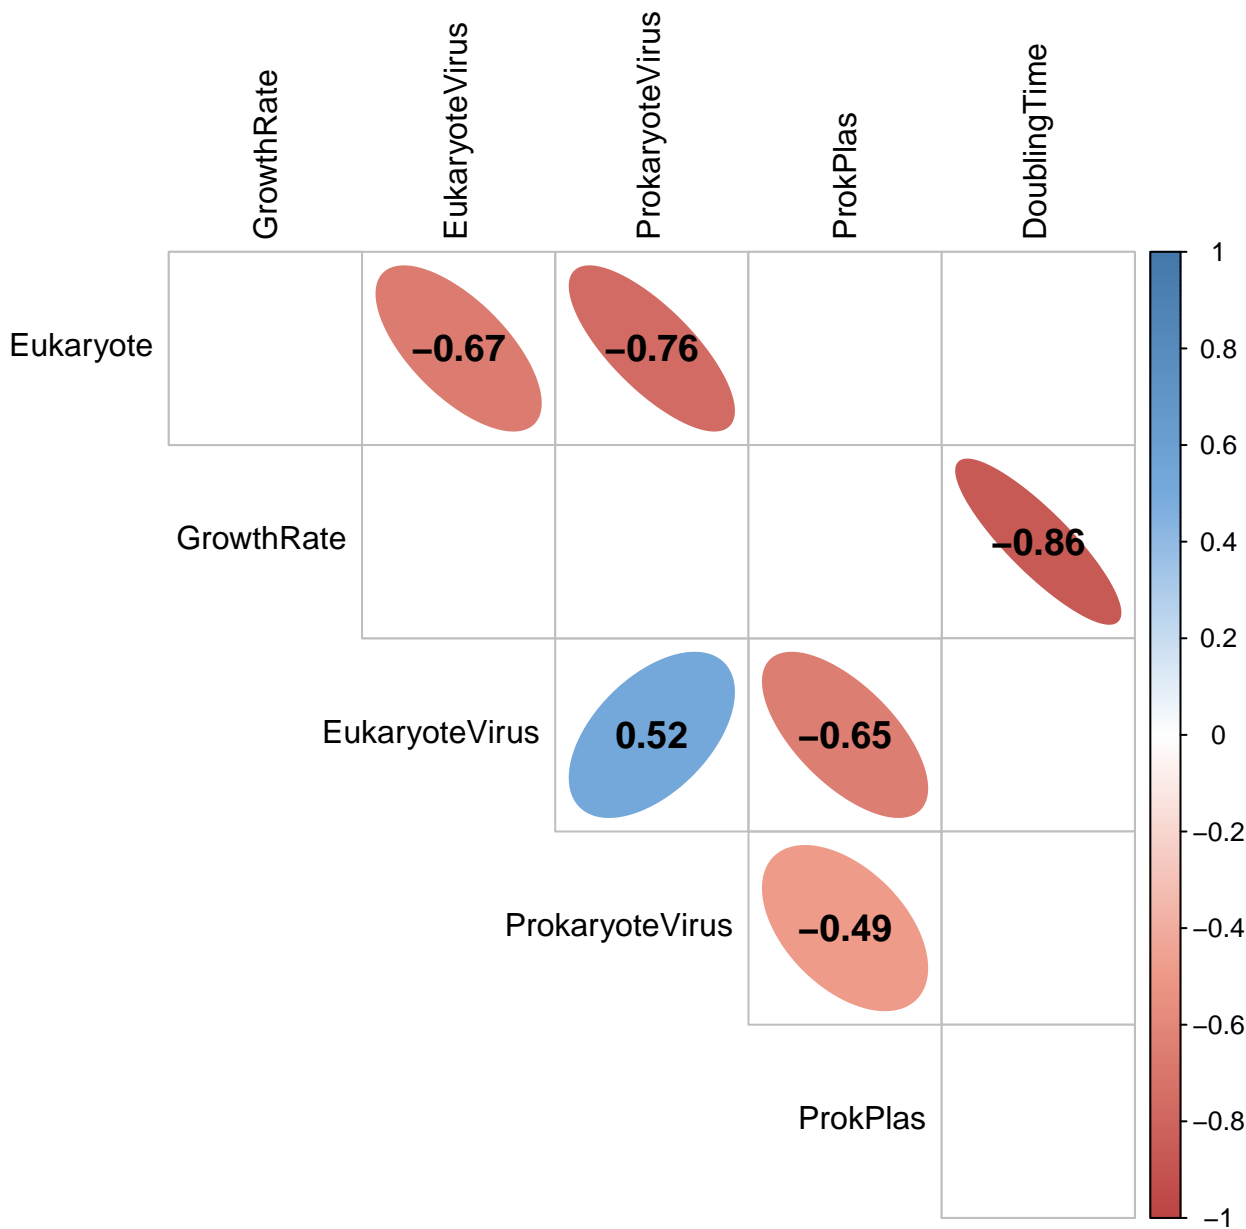 GrowthRate
EukaryoteVirus
ProkaryoteVirus
ProkPlas
DoublingTime
Eukaryote
–0.67
–0.76
GrowthRate
–0.86
EukaryoteVirus
0.52
–0.65
ProkaryoteVirus
–0.49
ProkPlas
1
0.8
0.6
0.4
0.2
0
–0.2
–0.4
–0.6
–0.8
–1